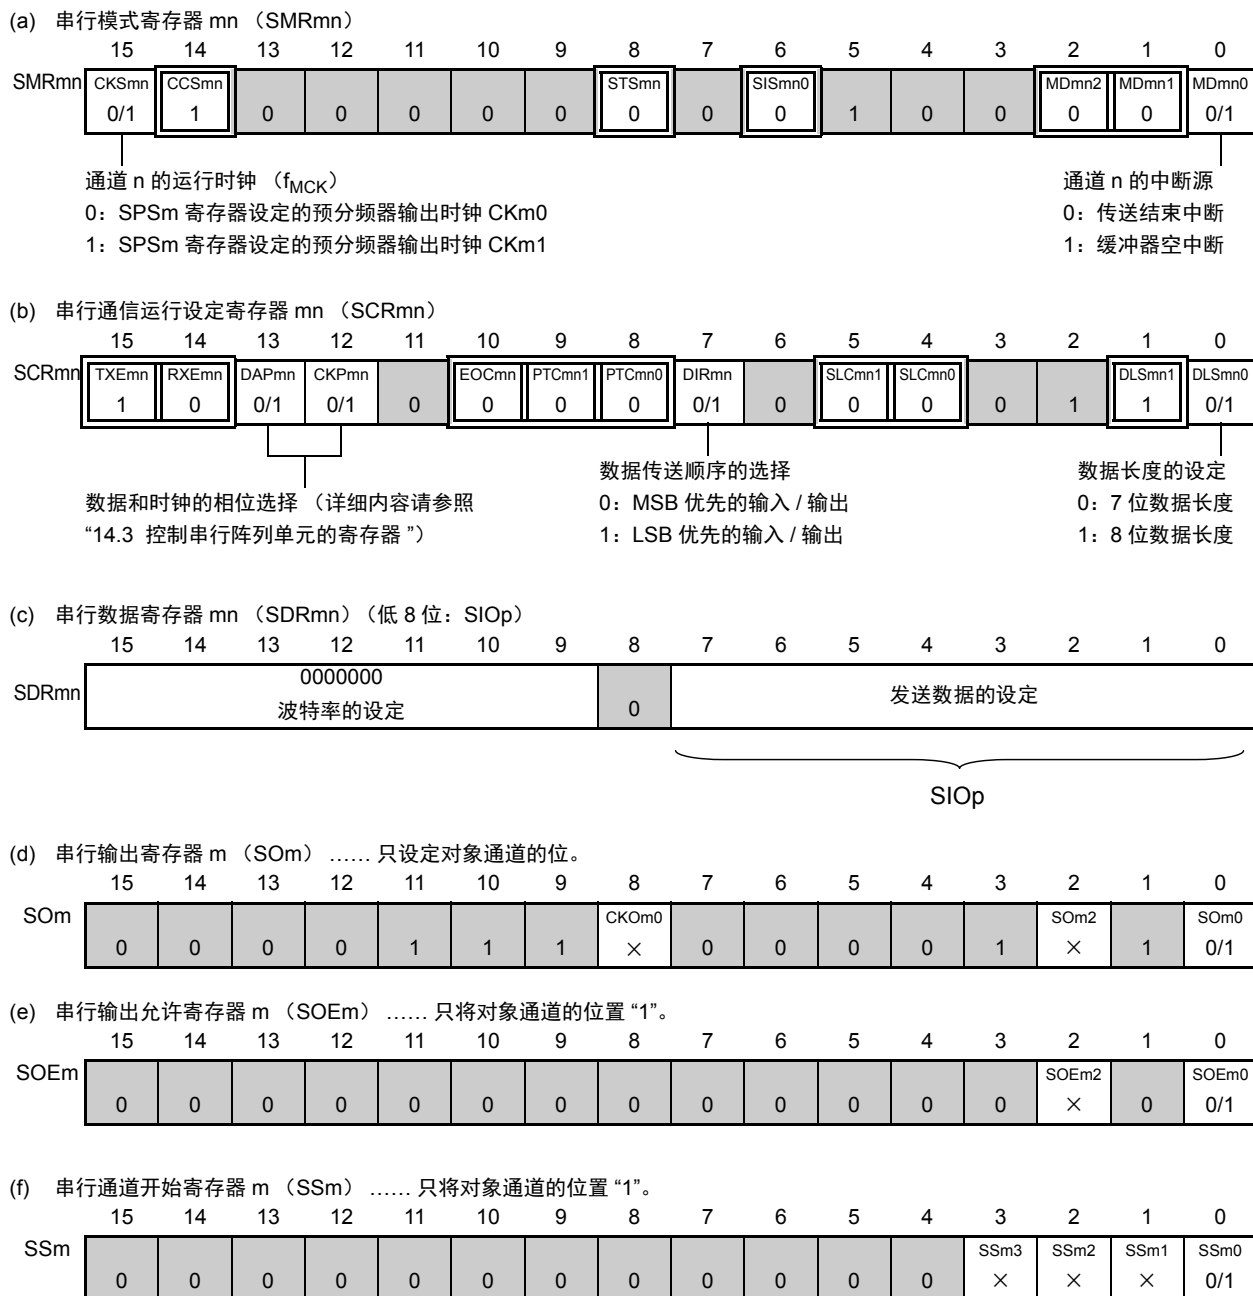 (a) 串行模式寄存器 mn （SMRmn）
15 14 13 12 11 10 9 8 7 6 5 4 3 2 1 0
SMRmn CKSmn CCSmn STSmn SISmn0 MDmn2 MDmn1 MDmn0
0/1 1 0 0 0 0 0 0 0 0 1 0 0 0 0 0/1
通道 n 的运行时钟 （fMCK） 通道 n 的中断源
0：SPSm 寄存器设定的预分频器输出时钟 CKm0 0：传送结束中断
1：SPSm 寄存器设定的预分频器输出时钟 CKm1 1：缓冲器空中断
(b) 串行通信运行设定寄存器 mn （SCRmn）
15 14 13 12 11 10 9 8 7 6 5 4 3 2 1 0
SCRmn TXEmn RXEmn DAPmn CKPmn EOCmn PTCmn1 PTCmn0 DIRmn SLCmn1 SLCmn0 DLSmn1 DLSmn0
1 0 0/1 0/1 0 0 0 0 0/1 0 0 0 0 1 1 0/1
数据传送顺序的选择 数据长度的设定
数据和时钟的相位选择 （详细内容请参照 0：MSB 优先的输入 / 输出 0：7 位数据长度
“14.3 控制串行阵列单元的寄存器 ”） 1：LSB 优先的输入 / 输出 1：8 位数据长度
(c) 串行数据寄存器 mn （SDRmn）（低 8 位：SIOp）
15 14 13 12 11 10 9 8 7 6 5 4 3 2 1 0
SDRmn 0000000
波特率的设定 0 发送数据的设定
SIOp
(d) 串行输出寄存器 m （SOm） …… 只设定对象通道的位。
15 14 13 12 11 10 9 8 7 6 5 4 3 2 1 0
SOm CKOm0 SOm2 SOm0
0 0 0 0 1 1 1 × 0 0 0 0 1 × 1 0/1
(e) 串行输出允许寄存器 m （SOEm） …… 只将对象通道的位置 “1”。
15 14 13 12 11 10 9 8 7 6 5 4 3 2 1 0
SOEm SOEm2 SOEm0
0 0 0 0 0 0 0 0 0 0 0 0 0 × 0 0/1
(f) 串行通道开始寄存器 m （SSm） …… 只将对象通道的位置 “1”。
15 14 13 12 11 10 9 8 7 6 5 4 3 2 1 0
SSm SSm3 SSm2 SSm1 SSm0
0 0 0 0 0 0 0 0 0 0 0 0 × × × 0/1